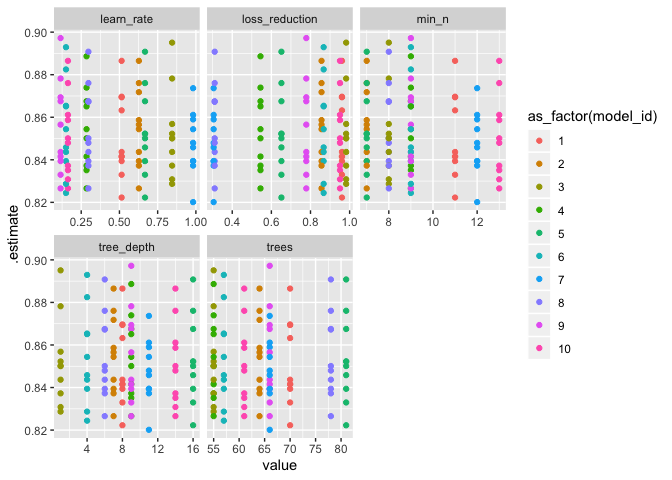 learn_rate loss_reduction min_n
0.90
0.88
0.86
0.84
0.82
0.25 0.50 0.75 1.00 0.4 0.6 0.8 1.0 8 10 12
tree_depth trees
0.90
0.88
0.86
0.84
0.82
4 8 12 16 55 60 65 70 75 80
value
.estimate
as_factor(model_id)
1
2
3
4
5
6
7
8
9
10